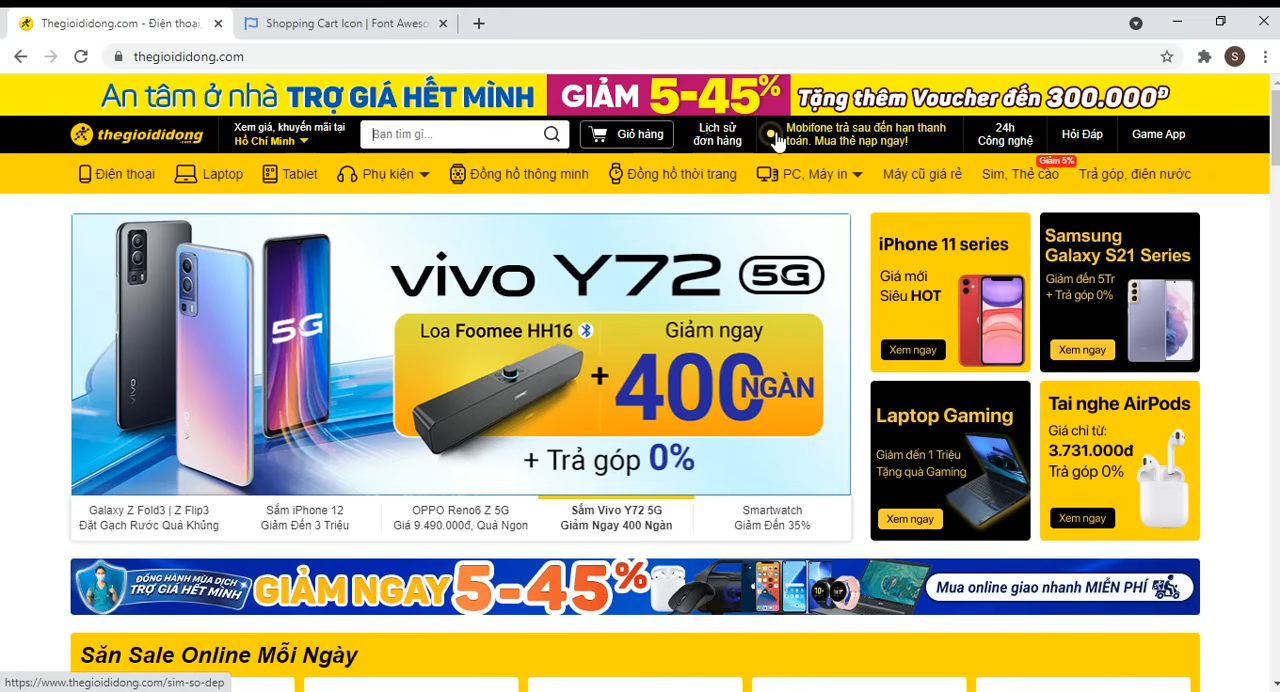 Thegioididong.com - Điện thoại,
Shopping Cart Icon | Font Aweso
thegioididong.com
S
An tâm ở nhà TRỢ GIÁ HẾT MÌNH GIẢM 5-45% Tặng thêm Voucher đến 300.000Đ
thegioididong.com
Xem giá, khuyến mãi tại
Hồ Chí Minh
Bạn tìm gì...
Giỏ hàng
Lịch sử
đơn hàng
Mobifone trả sau đến hạn thanh
toán. Mua thẻ nạp ngay!
24h
Công nghệ
Hỏi Đáp
Game App
Giảm 5%
Điện thoại
Laptop
Tablet
Phụ kiện
Đồng hồ thông minh
Đồng hồ thời trang
PC, Máy in
Máy cũ giá rẻ
Sim, Thẻ cào
Trả góp, điện nước
vivo Y72 5G
5G
vivo
vivo
Loa Foomee HH16
Giảm ngay
+ 400 NGÀN
+ Trả góp 0%
iPhone 11 series
Giá mới
Siêu HOT
Xem ngay
Samsung
Galaxy S21 Series
Giảm đến 5Tr
+ Trả góp 0%
Xem ngay
Laptop Gaming
Giảm đến 1 Triệu
Tặng quà Gaming
Xem ngay
Tai nghe AirPods
Giá chỉ từ:
3.731.000đ
Trả góp 0%
Xem ngay
Galaxy Z Fold3 | Z Flip3
Đặt Gạch Rước Quà Khủng
Sắm iPhone 12
Giảm Đến 3 Triệu
OPPO Reno6 Z 5G
Giá 9.490.000đ, Quà Ngon
Sắm Vivo Y72 5G
Giảm Ngay 400 Ngàn
Smartwatch
Giảm Đến 35%
ĐỒNG HÀNH MÙA DỊCH
TRỢ GIÁ HẾT MÌNH
GIẢM NGAY 5-45%
Mua online giao nhanh MIỄN PHÍ
Săn Sale Online Mỗi Ngày
https://www.thegioididong.com/sim-so-dep